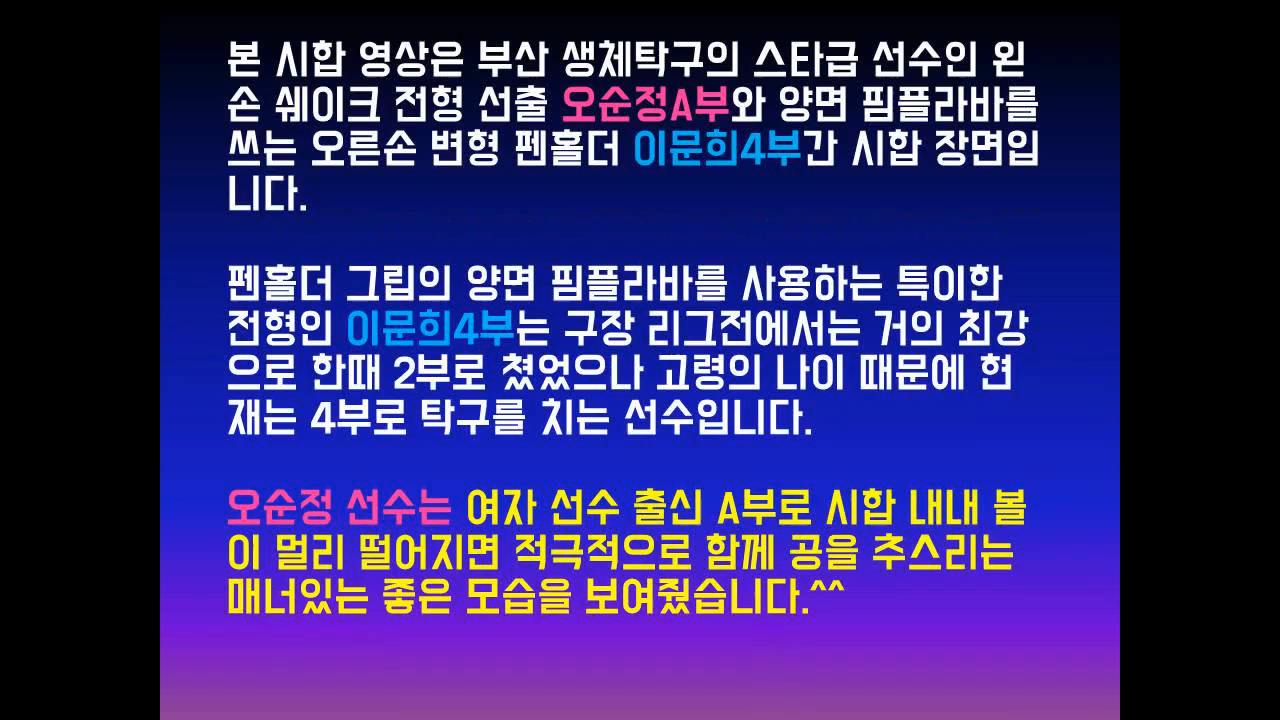 본 시합 영상은 부산 생체탁구의 스타급 선수인 왼
손 쉐이크 전형 선출 오순정A부와 양면 핌플라바를
쓰는 오른손 변형 펜홀더 이문희4부간 시합 장면입
니다.
펜홀더 그립의 양면 핌플라바를 사용하는 특이한
전형인 이문희4부는 구장 리그전에서는 거의 최강
으로 한때 2부로 쳤었으나 고령의 나이 때문에 현
재는 4부로 탁구를 치는 선수입니다.
오순정 선수는 여자 선수 출신 A부로 시합 내내 볼
이 멀리 떨어지면 적극적으로 함께 공을 추스리는
매너있는 좋은 모습을 보여줬습니다.^^